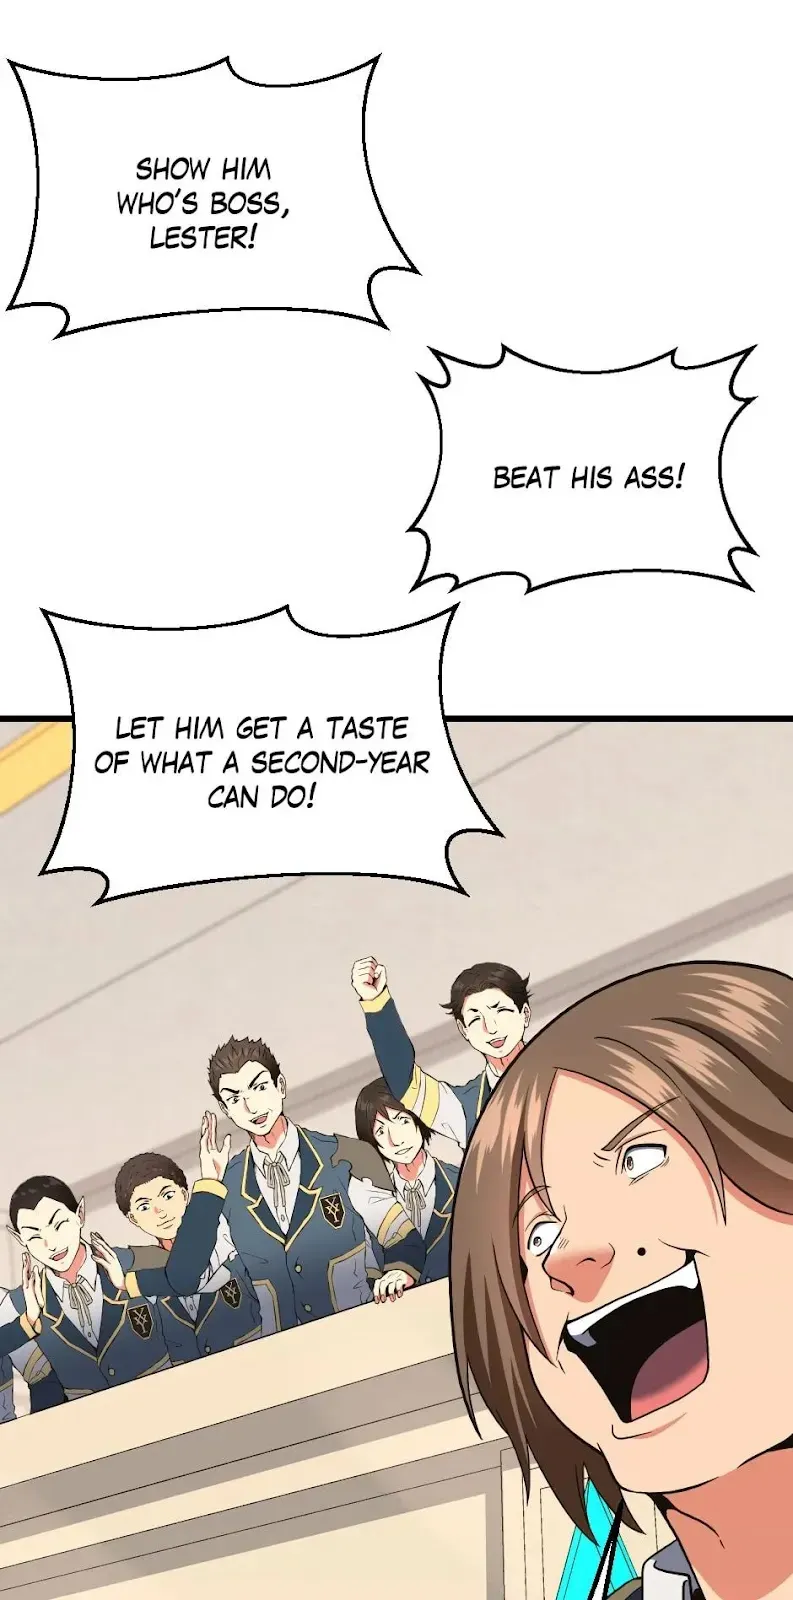 SHOW HIM
WHO'S BOSS,
LESTER!
BEAT HIS ASS!
LET HIM GET A TASTE
OF WHAT A SECOND-YEAR
CAN DO!